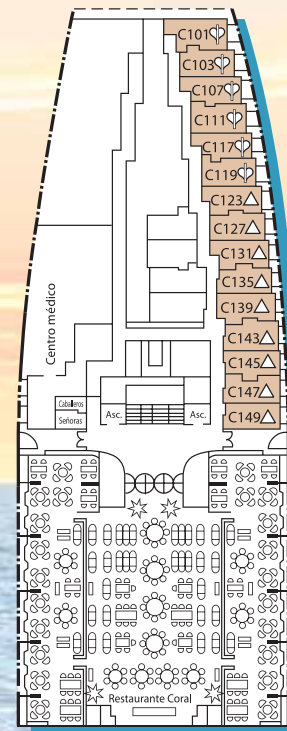 C101
C103
C107
C111
C117
C119
C123
C127
C131
C135
C139
C143
C145
C147
C149
Centro médico
Caballeros
Señoras
Asc.
Asc.
Restaurante Coral